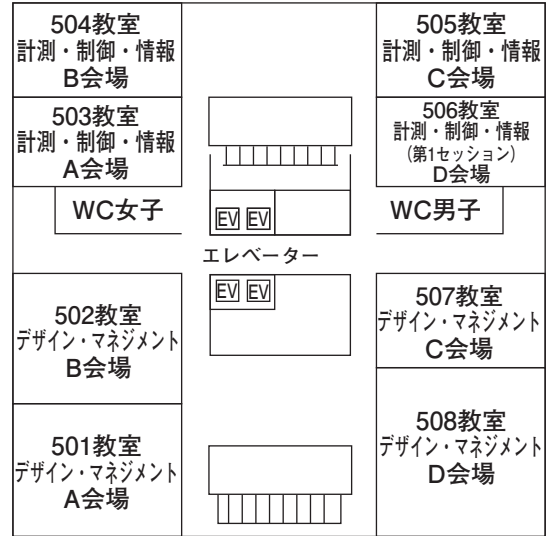 504教室
計測・制御・情報
B会場
505教室
計測・制御・情報
C会場
503教室
計測・制御・情報
A会場
506教室
計測・制御・情報
(第1セッション)
D会場
WC女子
EV EV
WC男子
エレベーター
EV EV
502教室
デザイン・マネジメント
B会場
507教室
デザイン・マネジメント
C会場
501教室
デザイン・マネジメント
A会場
508教室
デザイン・マネジメント
D会場